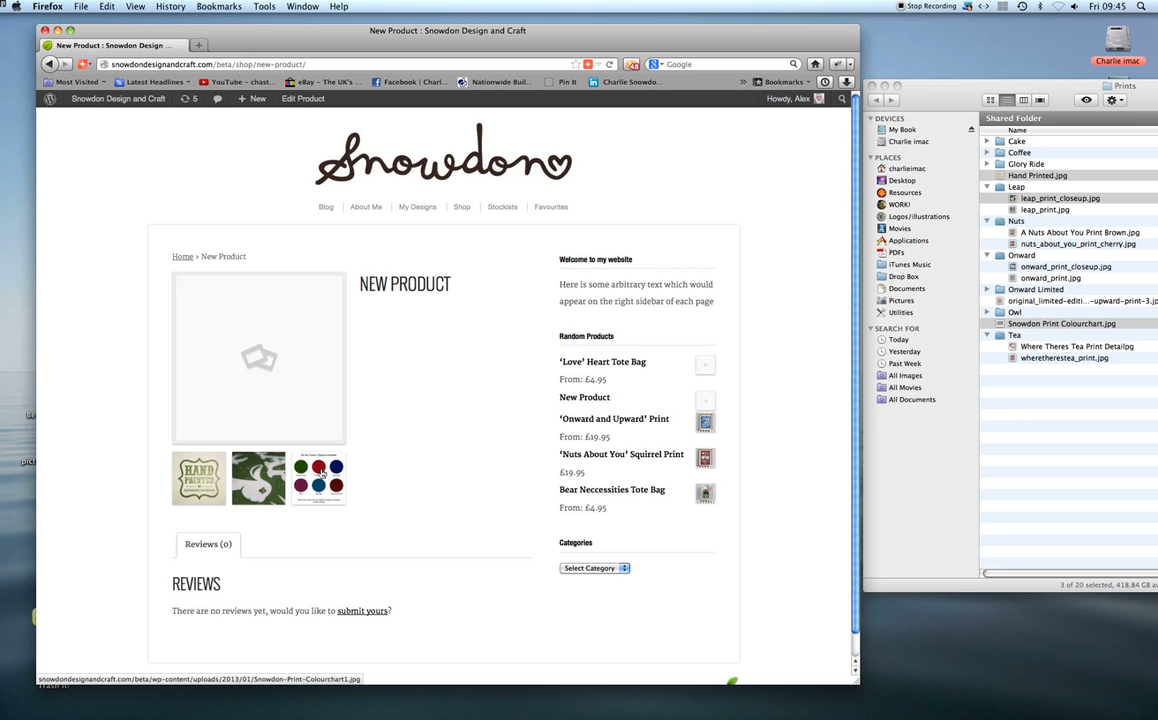 Firefox File Edit View History Bookmarks Tools Window Help Stop Recording Fri 09:45
New Product : Snowdon Design and Craft
New Product : Snowdon Design ...
snowdondesignandcraft.com/beta/shop/new-product/ Google
Most Visited Latest Headlines YouTube - chast... eBay - The UK's ... Facebook | Charl... Nationwide Buil... Pin It Charlie Snowdo... Bookmarks
Snowdon Design and Craft 5 + New Edit Product Howdy, Alex
Snowdon
Blog About Me My Designs Shop Stockists Favourites
Home › New Product
NEW PRODUCT
HAND
PRINTED
Reviews (0)
REVIEWS
There are no reviews yet, would you like to submit yours?
Welcome to my website
Here is some arbitrary text which would
appear on the right sidebar of each page
Random Products
'Love' Heart Tote Bag
From: £4.95
New Product
'Onward and Upward' Print
From: £19.95
'Nuts About You' Squirrel Print
£19.95
Bear Neccessities Tote Bag
From: £4.95
Categories
Select Category
snowdondesignandcraft.com/beta/wp-content/uploads/2013/01/Snowdon-Print-Colourchart1.jpg
Charlie imac
Prints
DEVICES
My Book
Charlie imac
PLACES
charlieimac
Desktop
Resources
WORK!
Logos/illustrations
Movies
Applications
PDFs
iTunes Music
Drop Box
Documents
Pictures
Utilities
SEARCH FOR
Today
Yesterday
Past Week
All Images
All Movies
All Documents
Shared Folder
Name
Cake
Coffee
Glory Ride
Hand Printed.jpg
Leap
leap_print_closeup.jpg
leap_print.jpg
Nuts
A Nuts About You Print Brown.jpg
nuts_about_you_print_cherry.jpg
Onward
onward_print_closeup.jpg
onward_print.jpg
Onward Limited
original_limited-editi...-upward-print-3.jp
Owl
Snowdon Print Colourchart.jpg
Tea
Where Theres Tea Print Detailpg
wheretherestea_print.jpg
3 of 20 selected, 418.84 GB av